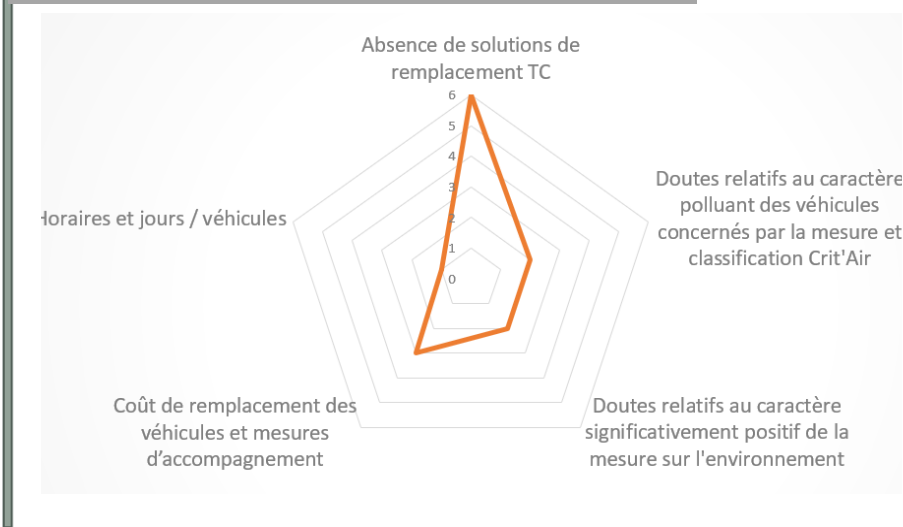 Absence de solutions de
remplacement TC
6
5
4
3
2
1
0
Doutes relatifs au caractère
polluant des véhicules
concernés par la mesure et
classification Crit'Air
Horaires et jours / véhicules
Coût de remplacement des
véhicules et mesures
d’accompagnement
Doutes relatifs au caractère
significativement positif de la
mesure sur l'environnement